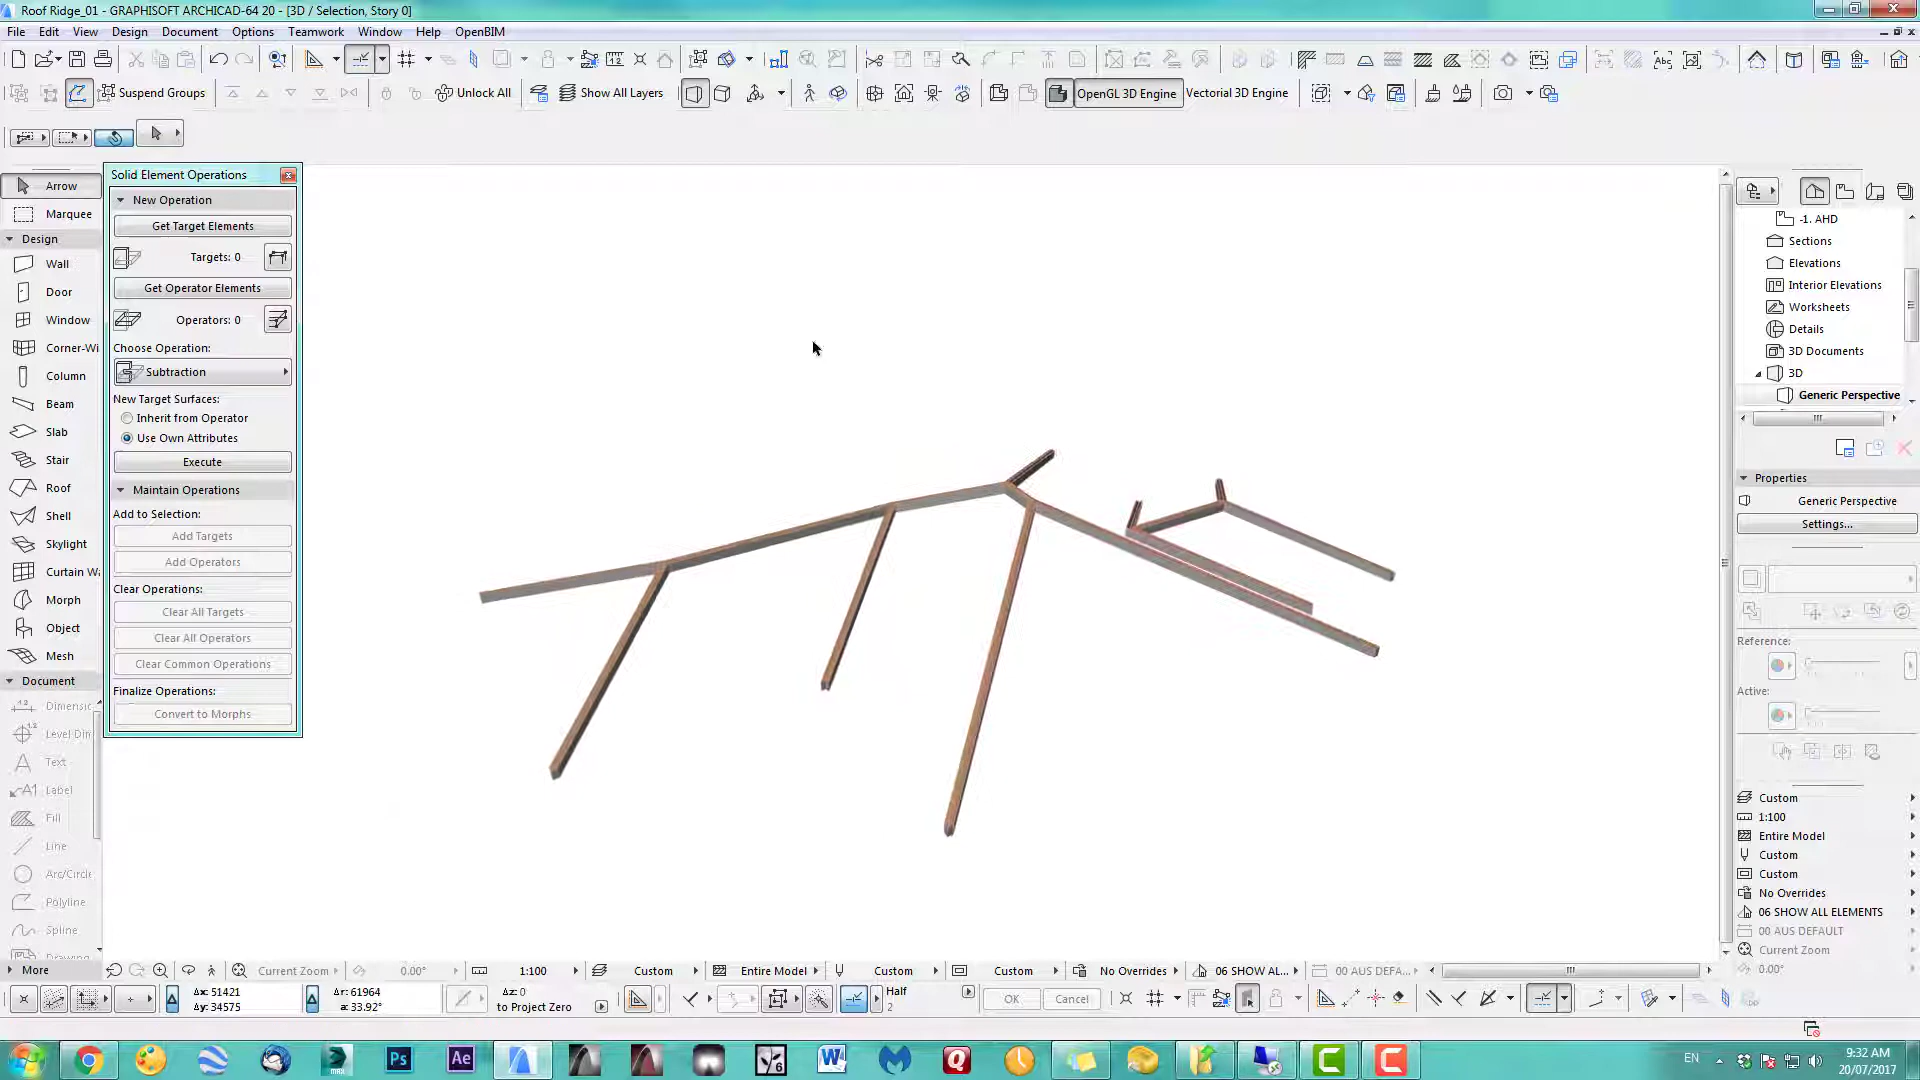 Roof Ridge_01 - GRAPHISOFT ARCHICAD-64 20 - [3D / Selection, Story 0]
File Edit View Design Document Options Teamwork Window Help OpenBIM
Suspend Groups
Unlock All
Show All Layers
OpenGL 3D Engine
Vectorial 3D Engine
Arrow
Marquee
Design
Wall
Door
Window
Corner-Wi
Column
Beam
Slab
Stair
Roof
Shell
Skylight
Curtain W
Morph
Object
Mesh
Document
Dimensic
Level Din
Text
Label
Fill
Line
Arc/Circle
Polyline
Spline
Drawing
More
Solid Element Operations
New Operation
Get Target Elements
Targets: 0
Get Operator Elements
Operators: 0
Choose Operation:
Subtraction
New Target Surfaces:
Inherit from Operator
Use Own Attributes
Execute
Maintain Operations
Add to Selection:
Add Targets
Add Operators
Clear Operations:
Clear All Targets
Clear All Operators
Clear Common Operations
Finalize Operations:
Convert to Morphs
-1. AHD
Sections
Elevations
Interior Elevations
Worksheets
Details
3D Documents
3D
Generic Perspective
Properties
Generic Perspective
Settings...
Reference:
Active:
Custom
1:100
Entire Model
Custom
Custom
No Overrides
06 SHOW ALL ELEMENTS
00 AUS DEFAULT
Current Zoom
0.00°
Current Zoom 0.00° 1:100 Custom Entire Model Custom Custom No Overrides 06 SHOW AL... 00 AUS DEFA...
Δx: 51421
Δy: 34575
Δr: 61964
a: 33.92°
Δz: 0
to Project Zero
Half
2
OK
Cancel
MAX
Ps
Ae
6
W
Q
C
C
EN
9:32 AM
20/07/2017